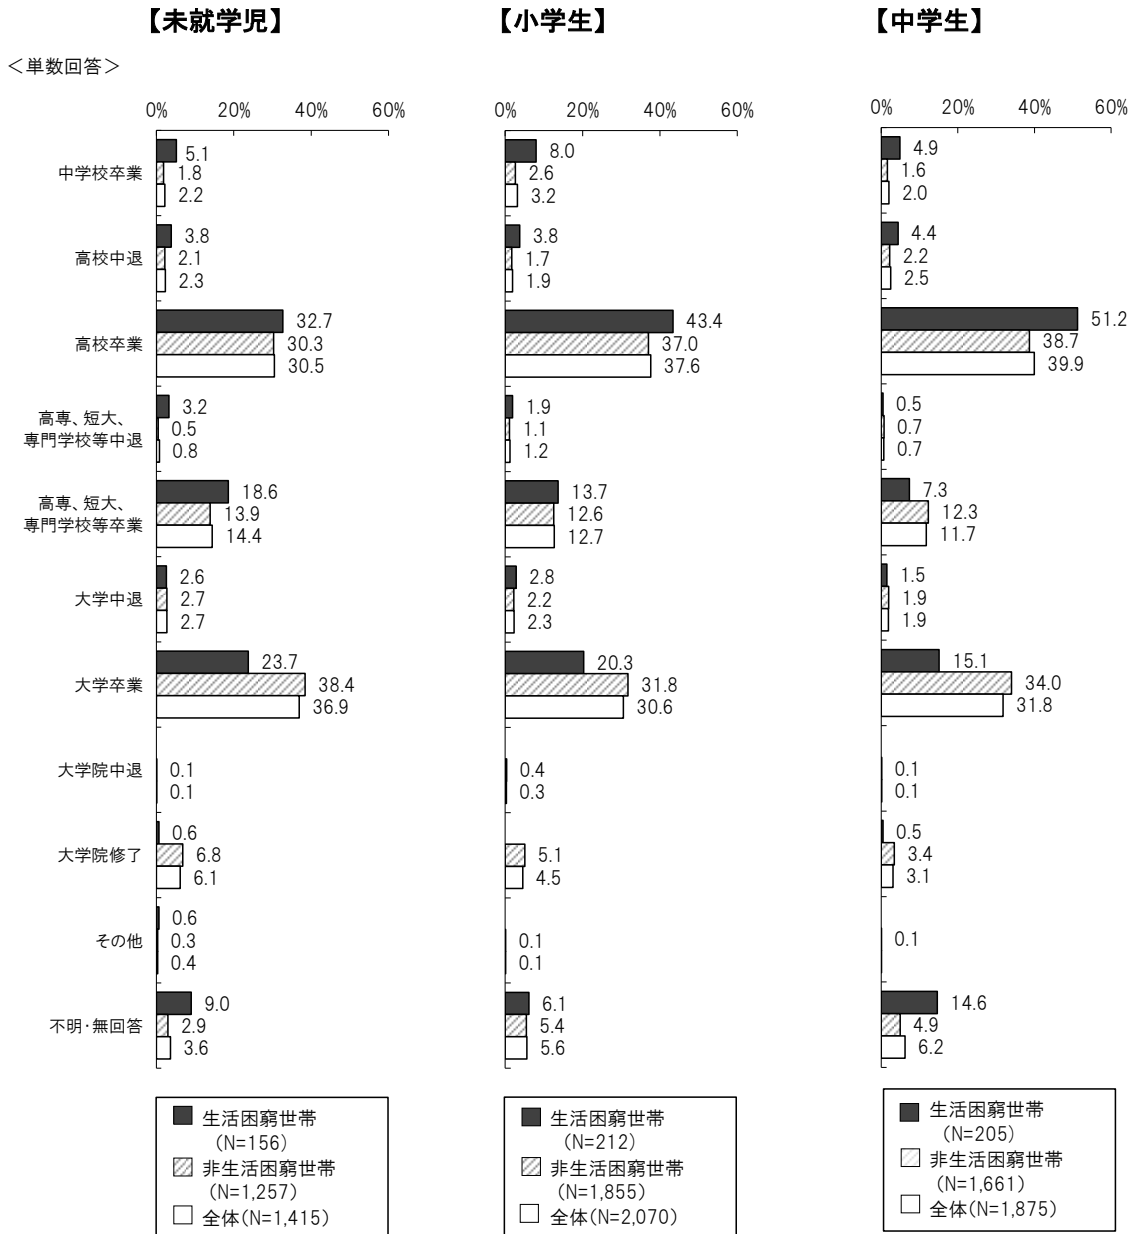 【未就学児】 【小学生】 【中学生】
＜単数回答＞
0% 20% 40% 60% 0% 20% 40% 60% 0% 20% 40% 60%
中学校卒業
5.1 8.0 4.9
1.8 2.6 1.6
2.2 3.2 2.0
高校中退
3.8 3.8 4.4
2.1 1.7 2.2
2.3 1.9 2.5
高校卒業
32.7 43.4 51.2
30.3 37.0 38.7
30.5 37.6 39.9
高専、短大、
専門学校等中退
3.2 1.9 0.5
0.5 1.1 0.7
0.8 1.2 0.7
高専、短大、
専門学校等卒業
18.6 13.7 7.3
13.9 12.6 12.3
14.4 12.7 11.7
大学中退
2.6 2.8 1.5
2.7 2.2 1.9
2.7 2.3 1.9
大学卒業
23.7 20.3 15.1
38.4 31.8 34.0
36.9 30.6 31.8
大学院中退
0.1 0.4 0.1
0.1 0.3 0.1
大学院修了
0.6 0.5
6.8 5.1 3.4
6.1 4.5 3.1
その他
0.6
0.3 0.1 0.1
0.4 0.1
不明・無回答
9.0 6.1 14.6
2.9 5.4 4.9
3.6 5.6 6.2
生活困窮世帯
（N=156）
非生活困窮世帯
（N=1,257）
全体（N=1,415）
生活困窮世帯
（N=212）
非生活困窮世帯
（N=1,855）
全体（N=2,070）
生活困窮世帯
（N=205）
非生活困窮世帯
（N=1,661）
全体（N=1,875）